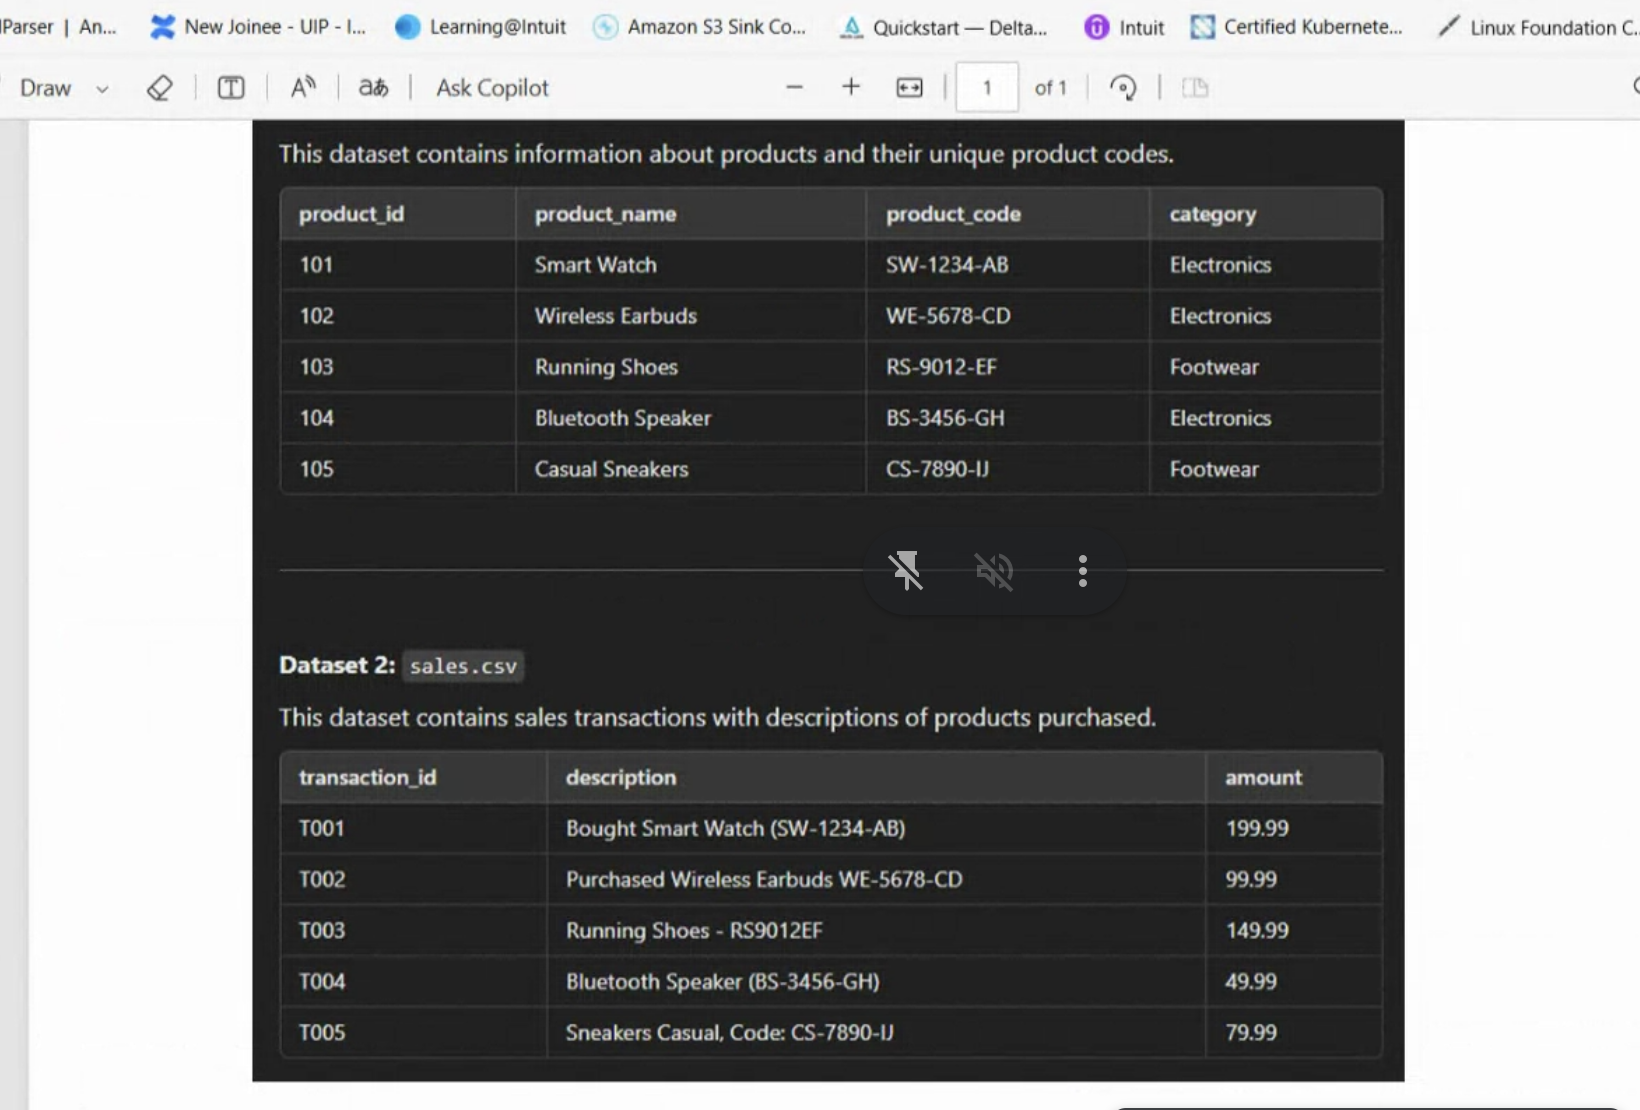 Parser | An...
New Joinee - UIP - I...
Learning@Intuit
Amazon S3 Sink Co...
Quickstart — Delta...
Intuit
Certified Kubernete...
Linux Foundation C...
Draw
T
A
aあ
Ask Copilot
1 of 1
This dataset contains information about products and their unique product codes.
product_id product_name product_code category
101 Smart Watch SW-1234-AB Electronics
102 Wireless Earbuds WE-5678-CD Electronics
103 Running Shoes RS-9012-EF Footwear
104 Bluetooth Speaker BS-3456-GH Electronics
105 Casual Sneakers CS-7890-IJ Footwear
Dataset 2: sales.csv
This dataset contains sales transactions with descriptions of products purchased.
transaction_id description amount
T001 Bought Smart Watch (SW-1234-AB) 199.99
T002 Purchased Wireless Earbuds WE-5678-CD 99.99
T003 Running Shoes - RS9012EF 149.99
T004 Bluetooth Speaker (BS-3456-GH) 49.99
T005 Sneakers Casual, Code: CS-7890-IJ 79.99